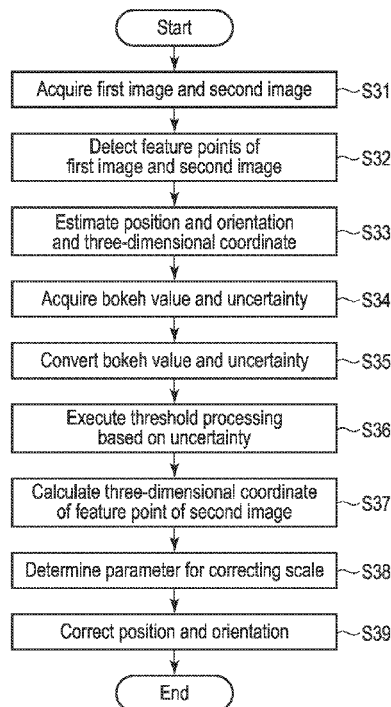 Start
Acquire first image and second image
S31
Detect feature points of
first image and second image
S32
Estimate position and orientation
and three-dimensional coordinate
S33
Acquire bokeh value and uncertainty
S34
Convert bokeh value and uncertainty
S35
Execute threshold processing
based on uncertainty
S36
Calculate three-dimensional coordinate
of feature point of second image
S37
Determine parameter for correcting scale
S38
Correct position and orientation
S39
End